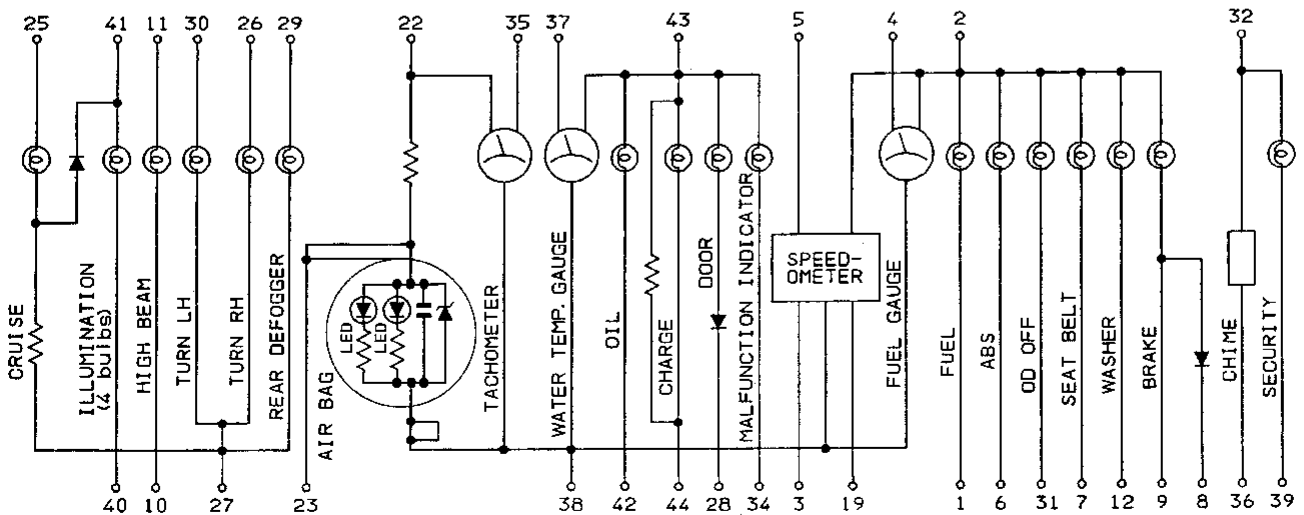 25 41 11 30 26 29 22 35 37 43 5 4 2 32
CRUISE
ILLUMINATION
(4 bulbs)
HIGH BEAM
TURN LH
TURN RH
REAR DEFOGGER
AIR BAG
LED
LED
TACHOMETER
WATER TEMP. GAUGE
OIL
CHARGE
DOOR
MALFUNCTION INDICATOR
SPEED-
OMETER
FUEL GAUGE
FUEL
ABS
OD OFF
SEAT BELT
WASHER
BRAKE
CHIME
SECURITY
40 10 27 23 38 42 44 28 34 3 19 1 6 31 7 12 9 8 36 39